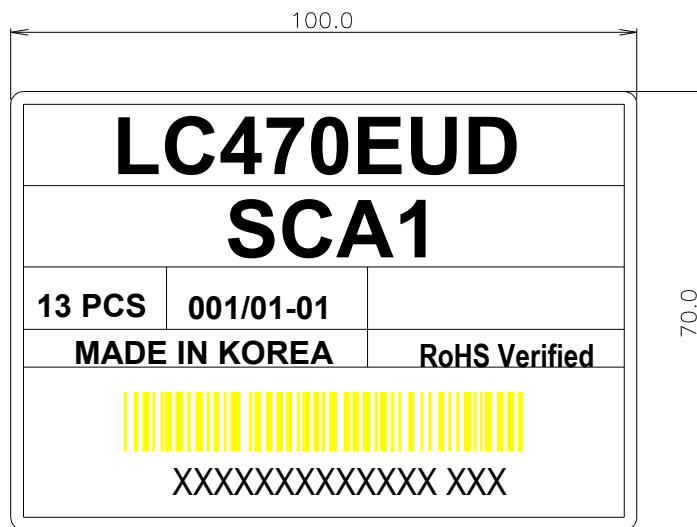 100.0
LC470EUD
SCA1
13 PCS 001/01-01
70.0
MADE IN KOREA RoHS Verified
XXXXXXXXXXXXX XXX